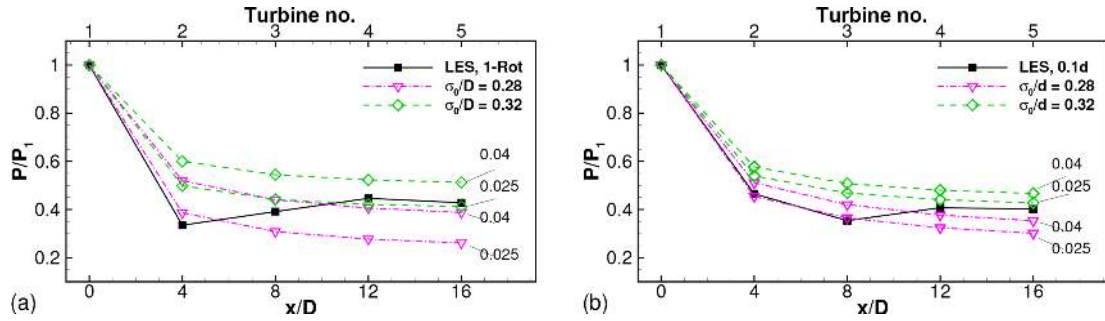 Turbine no.
1 2 3 4 5
1
0.8
0.6
0.4
0.2
P/P1
LES, 1-Rot
σ0/D = 0.28
σ0/D = 0.32
0.04
0.025
0.04
0.025
0 4 8 12 16
(a) x/D
Turbine no.
1 2 3 4 5
1
0.8
0.6
0.4
0.2
P/P1
LES, 0.1d
σ0/d = 0.28
σ0/d = 0.32
0.04
0.025
0.04
0.025
0 4 8 12 16
(b) x/D